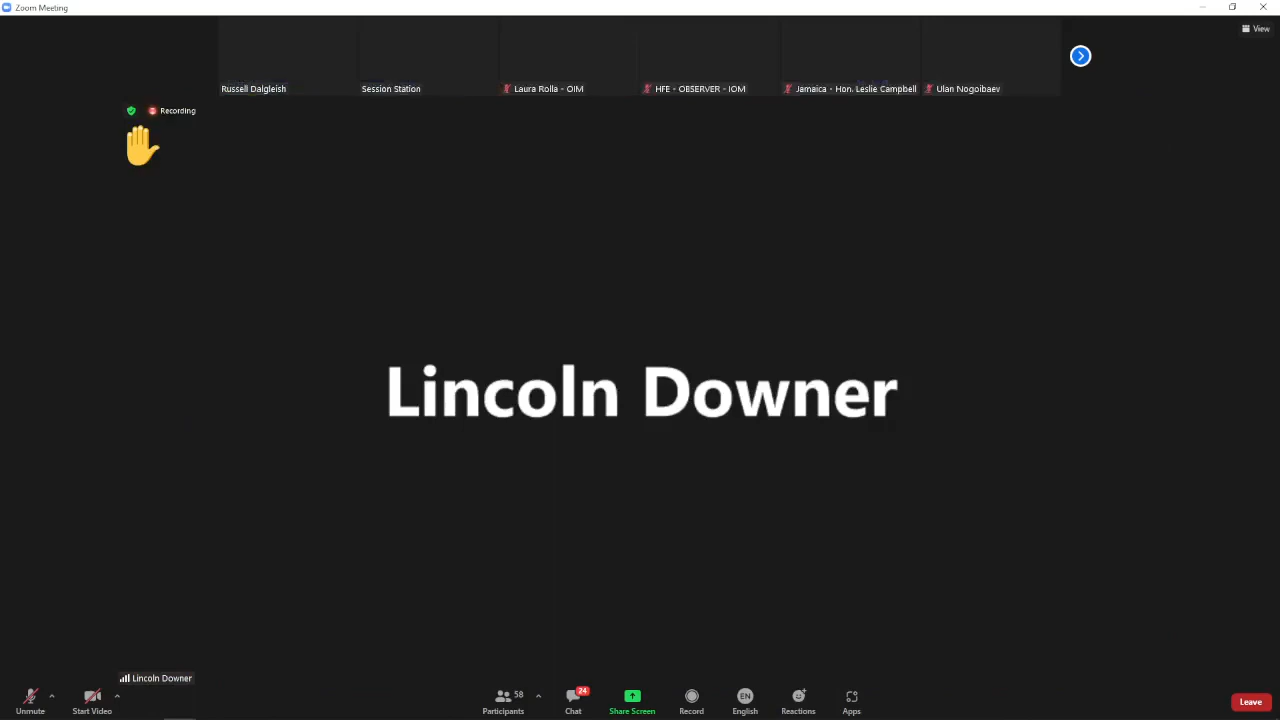 Zoom Meeting
View
Russell Dalgleish
Session Station
Laura Rolla - OIM
HFE - OBSERVER - IOM
Jamaica - Hon. Leslie Campbell
Ulan Nogoibaev
Recording
Lincoln Downer
Lincoln Downer
Unmute
Start Video
58
Participants
24
Chat
Share Screen
Record
EN
English
Reactions
Apps
Leave